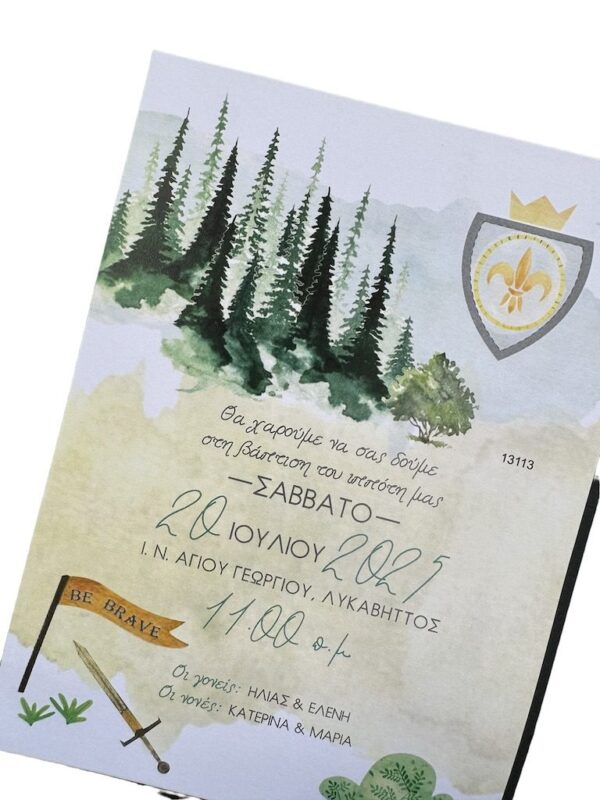 Θα χαρούμε να σας δούμε
στη βάπτιση του ιππότη μας
—ΣΑΒΒΑΤΟ—
20 ΙΟΥΛΙΟΥ 2025
Ι. Ν. ΑΓΙΟΥ ΓΕΩΡΓΙΟΥ, ΛΥΚΑΒΗΤΤΟΣ
11.00 π.μ
Οι γονείς: ΗΛΙΑΣ & ΕΛΕΝΗ
Οι νονές: ΚΑΤΕΡΙΝΑ & ΜΑΡΙΑ
BE BRAVE
13113